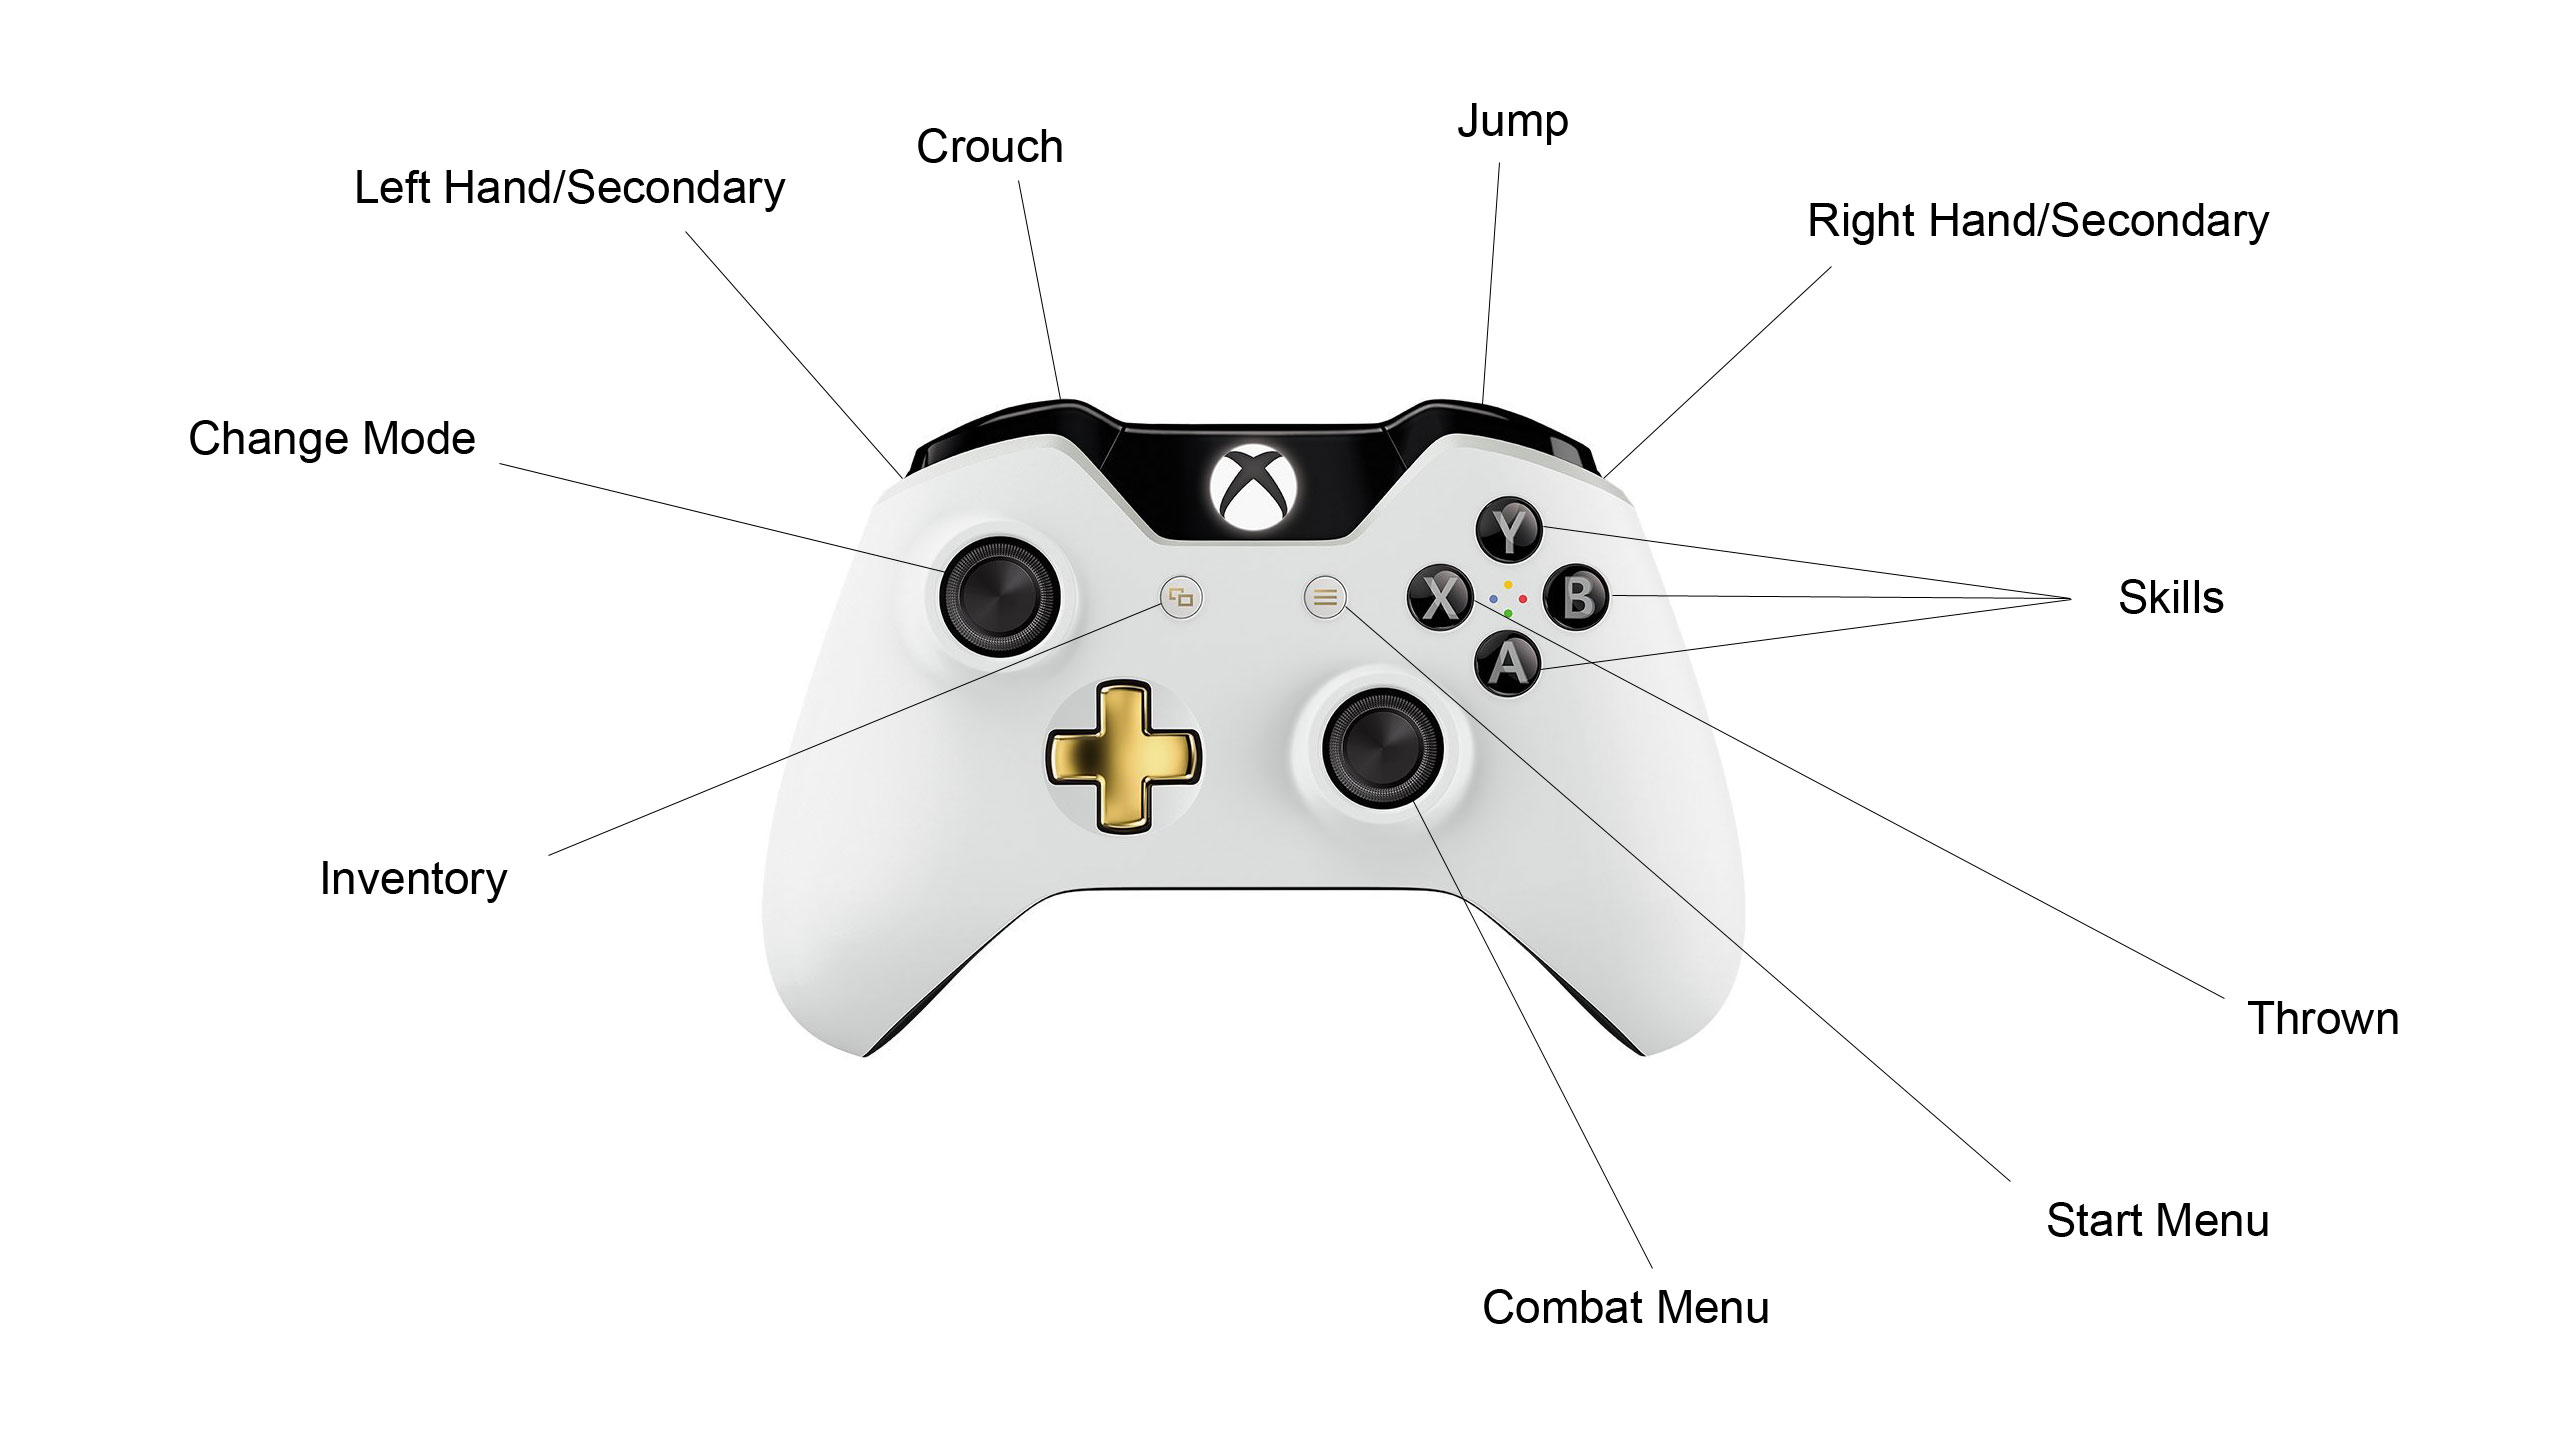 Jump
Crouch
Left Hand/Secondary
Right Hand/Secondary
Change Mode
Y
X
B
Skills
A
Inventory
Thrown
Start Menu
Combat Menu